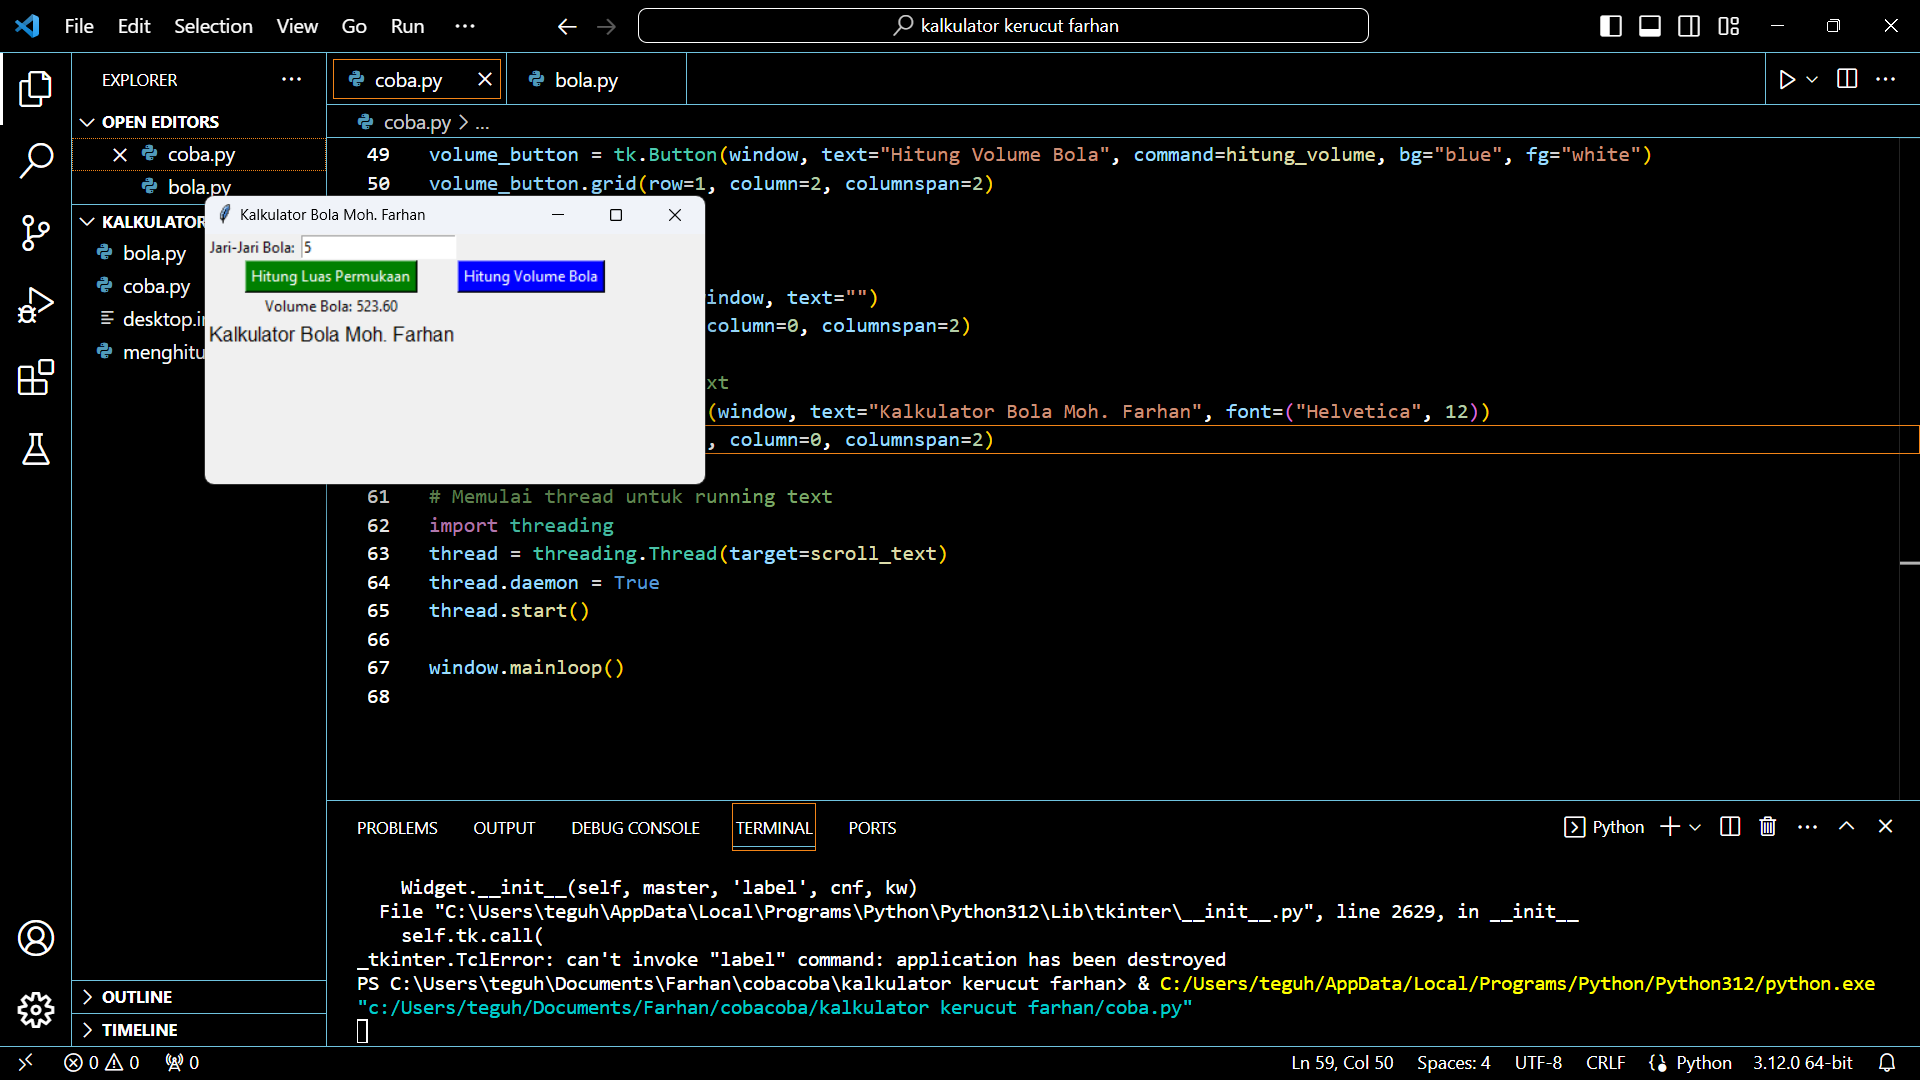 File Edit Selection View Go Run ···
kalkulator kerucut farhan
EXPLORER
OPEN EDITORS
coba.py
bola.py
KALKULATOR
bola.py
coba.py
desktop.i
menghitu
coba.py
bola.py
coba.py > ...
49 volume_button = tk.Button(window, text="Hitung Volume Bola", command=hitung_volume, bg="blue", fg="white")
50 volume_button.grid(row=1, column=2, columnspan=2)
Kalkulator Bola Moh. Farhan
Jari-Jari Bola: 5
Hitung Luas Permukaan Hitung Volume Bola
Volume Bola: 523.60
Kalkulator Bola Moh. Farhan
indow, text="")
column=0, columnspan=2)
xt
(window, text="Kalkulator Bola Moh. Farhan", font=("Helvetica", 12))
, column=0, columnspan=2)
61 # Memulai thread untuk running text
62 import threading
63 thread = threading.Thread(target=scroll_text)
64 thread.daemon = True
65 thread.start()
66
67 window.mainloop()
68
PROBLEMS OUTPUT DEBUG CONSOLE TERMINAL PORTS
Python
Widget.__init__(self, master, 'label', cnf, kw)
File "C:\Users\teguh\AppData\Local\Programs\Python\Python312\Lib\tkinter\__init__.py", line 2629, in __init__
self.tk.call(
_tkinter.TclError: can't invoke "label" command: application has been destroyed
PS C:\Users\teguh\Documents\Farhan\cobacoba\kalkulator kerucut farhan> & C:/Users/teguh/AppData/Local/Programs/Python/Python312/python.exe
"c:/Users/teguh/Documents/Farhan/cobacoba/kalkulator kerucut farhan/coba.py"
OUTLINE
TIMELINE
0 0 0
Ln 59, Col 50 Spaces: 4 UTF-8 CRLF Python 3.12.0 64-bit